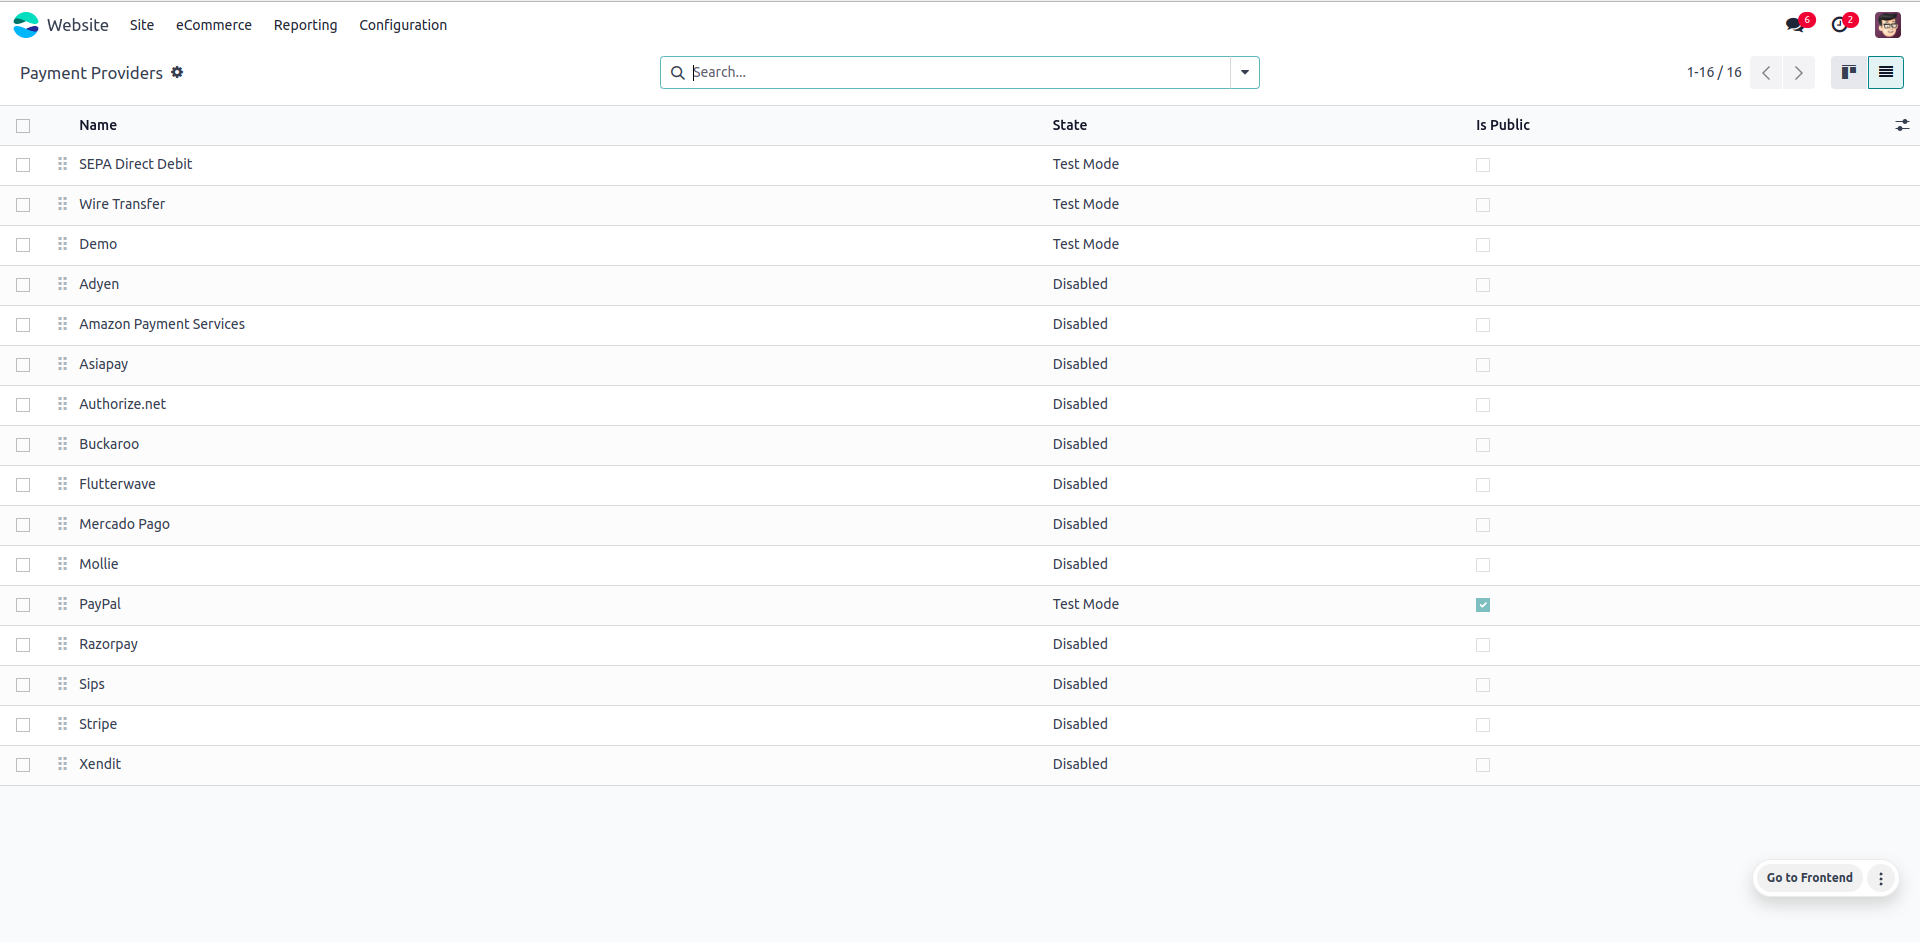 Website Site eCommerce Reporting Configuration 6 2
Payment Providers Search... 1-16 / 16
Name State Is Public
SEPA Direct Debit Test Mode
Wire Transfer Test Mode
Demo Test Mode
Adyen Disabled
Amazon Payment Services Disabled
Asiapay Disabled
Authorize.net Disabled
Buckaroo Disabled
Flutterwave Disabled
Mercado Pago Disabled
Mollie Disabled
PayPal Test Mode
Razorpay Disabled
Sips Disabled
Stripe Disabled
Xendit Disabled
Go to Frontend